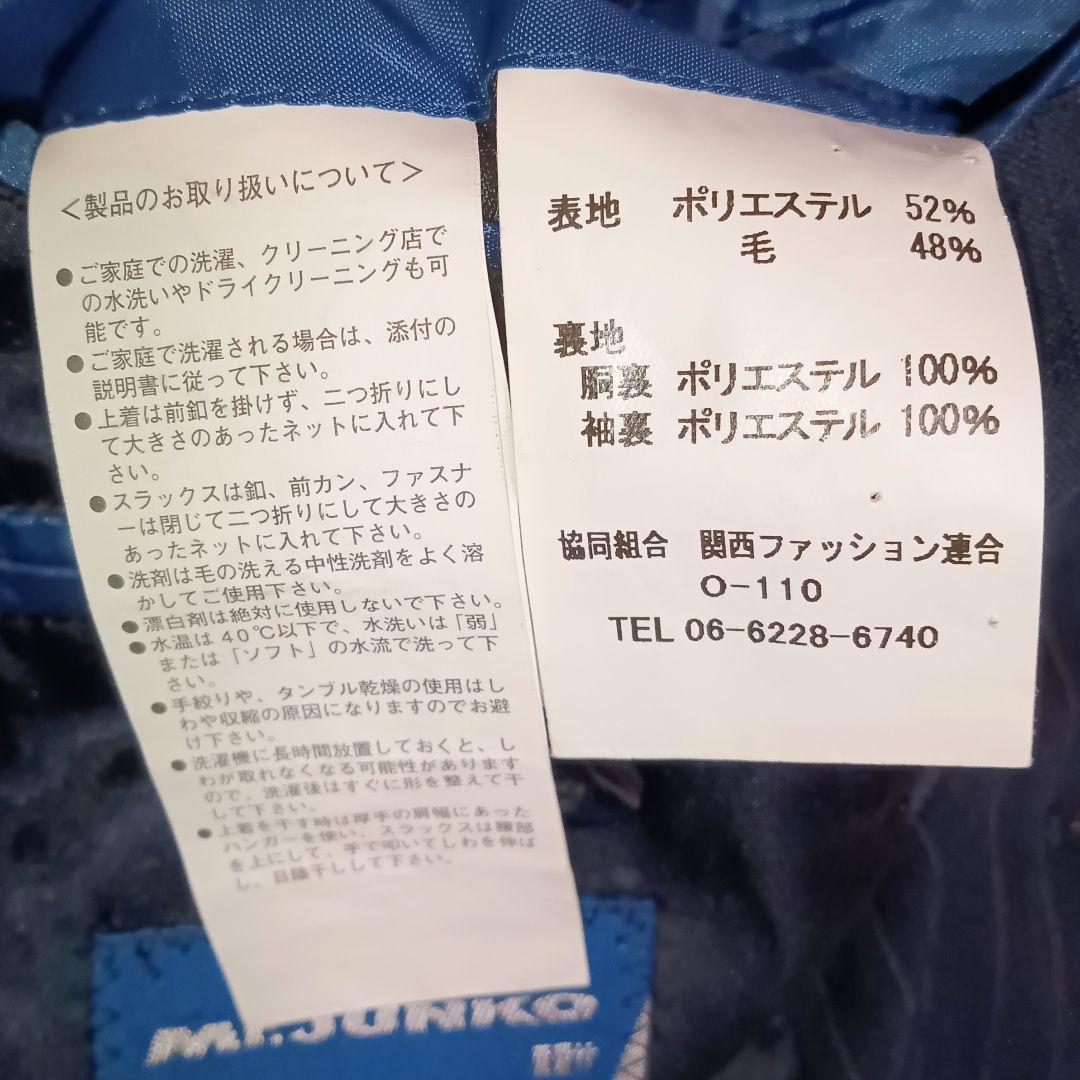 ＜製品のお取り扱いについて＞
●ご家庭での洗濯、クリーニング店で
の水洗いやドライクリーニングも可
能です。
●ご家庭で洗濯される場合は、添付の
説明書に従って下さい。
●上着は前釦を掛けず、二つ折りにし
て大きさのあったネットに入れて下
さい。
●スラックスは釦、前カン、ファスナ
ーは閉じて二つ折りにして大きさの
あったネットに入れて下さい。
●洗剤は毛の洗える中性洗剤をよく溶
かしてご使用下さい。
●漂白剤は絶対に使用しないで下さい。
●水温は40℃以下で、水洗いは「弱」
または「ソフト」の水流で洗って下
さい。
●手絞りや、タンブル乾燥の使用はし
わや収縮の原因になりますのでお避
け下さい。
●洗濯機に長時間放置しておくと、し
わが取れなくなる可能性があります
ので、洗濯後はすぐに形を整えて干
して下さい。
●上着を干す時は厚手の肩幅にあった
ハンガーを使い、スラックスは腰部
を上にして、手で叩いてしわを伸ば
し、日陰干しして下さい。
表地 ポリエステル 52%
毛 48%
裏地
胴裏 ポリエステル 100%
袖裏 ポリエステル 100%
協同組合 関西ファッション連合
O-110
TEL 06-6228-6740
Mr.JUNKO